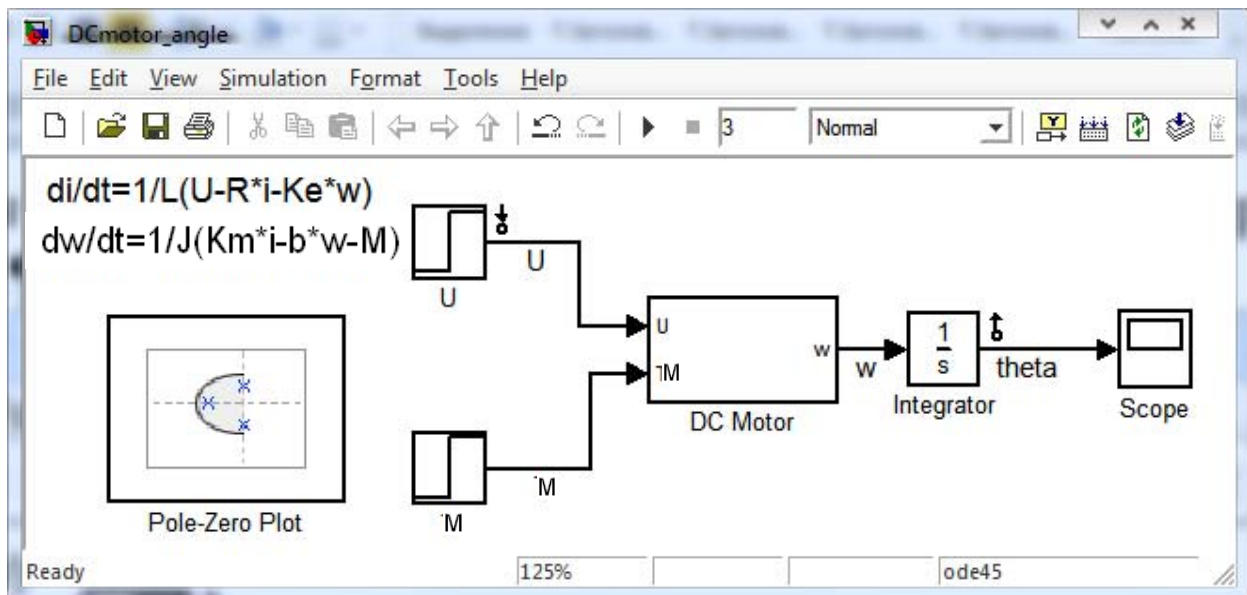 DCmotor_angle
File Edit View Simulation Format Tools Help
3 Normal
di/dt=1/L(U-R*i-Ke*w)
dw/dt=1/J(Km*i-b*w-M)
U
U
U
M
w
DC Motor
w
1
s
Integrator
theta
Scope
Pole-Zero Plot
M
M
Ready 125% ode45